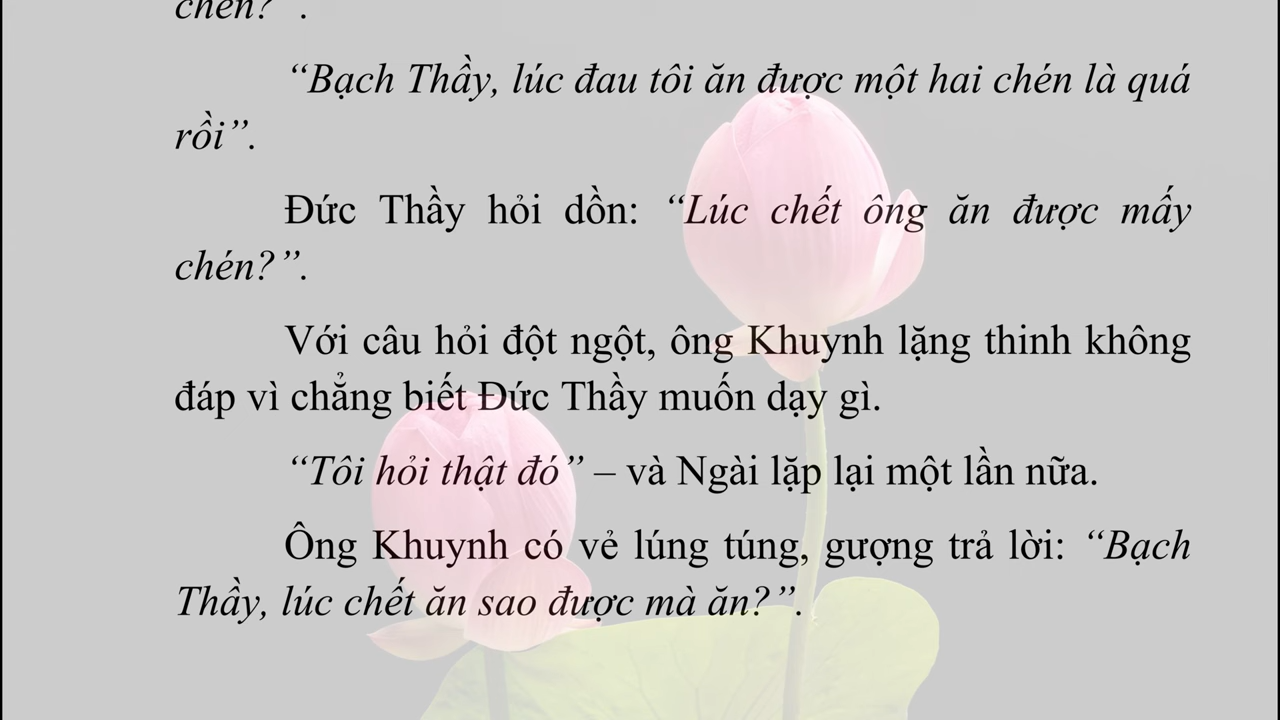 chén?”.
“Bạch Thầy, lúc đau tôi ăn được một hai chén là quá
rồi”.
Đức Thầy hỏi dồn: “Lúc chết ông ăn được mấy
chén?”.
Với câu hỏi đột ngột, ông Khuynh lặng thinh không
đáp vì chẳng biết Đức Thầy muốn dạy gì.
“Tôi hỏi thật đó” – và Ngài lặp lại một lần nữa.
Ông Khuynh có vẻ lúng túng, gượng trả lời: “Bạch
Thầy, lúc chết ăn sao được mà ăn?”.